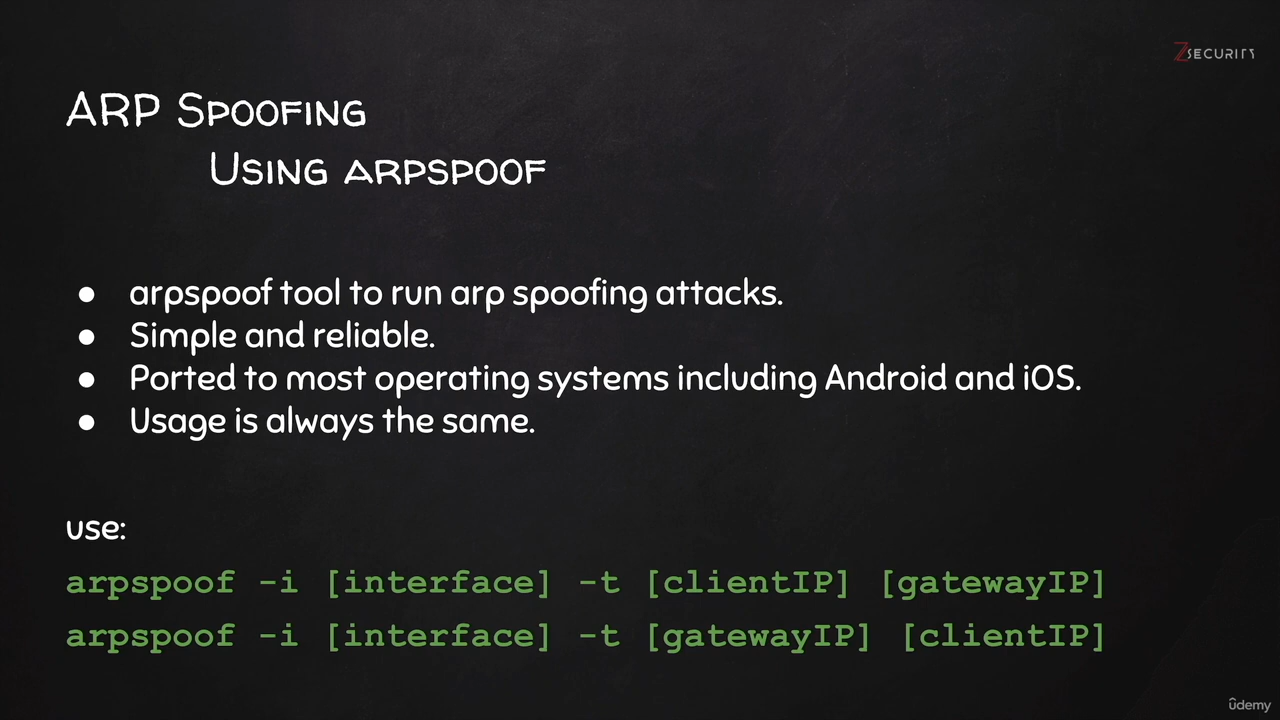 ZSECURITY
ARP Spoofing
Using arpspoof
● arpspoof tool to run arp spoofing attacks.
● Simple and reliable.
● Ported to most operating systems including Android and iOS.
● Usage is always the same.
use:
arpspoof -i [interface] -t [clientIP] [gatewayIP]
arpspoof -i [interface] -t [gatewayIP] [clientIP]
ûdemy